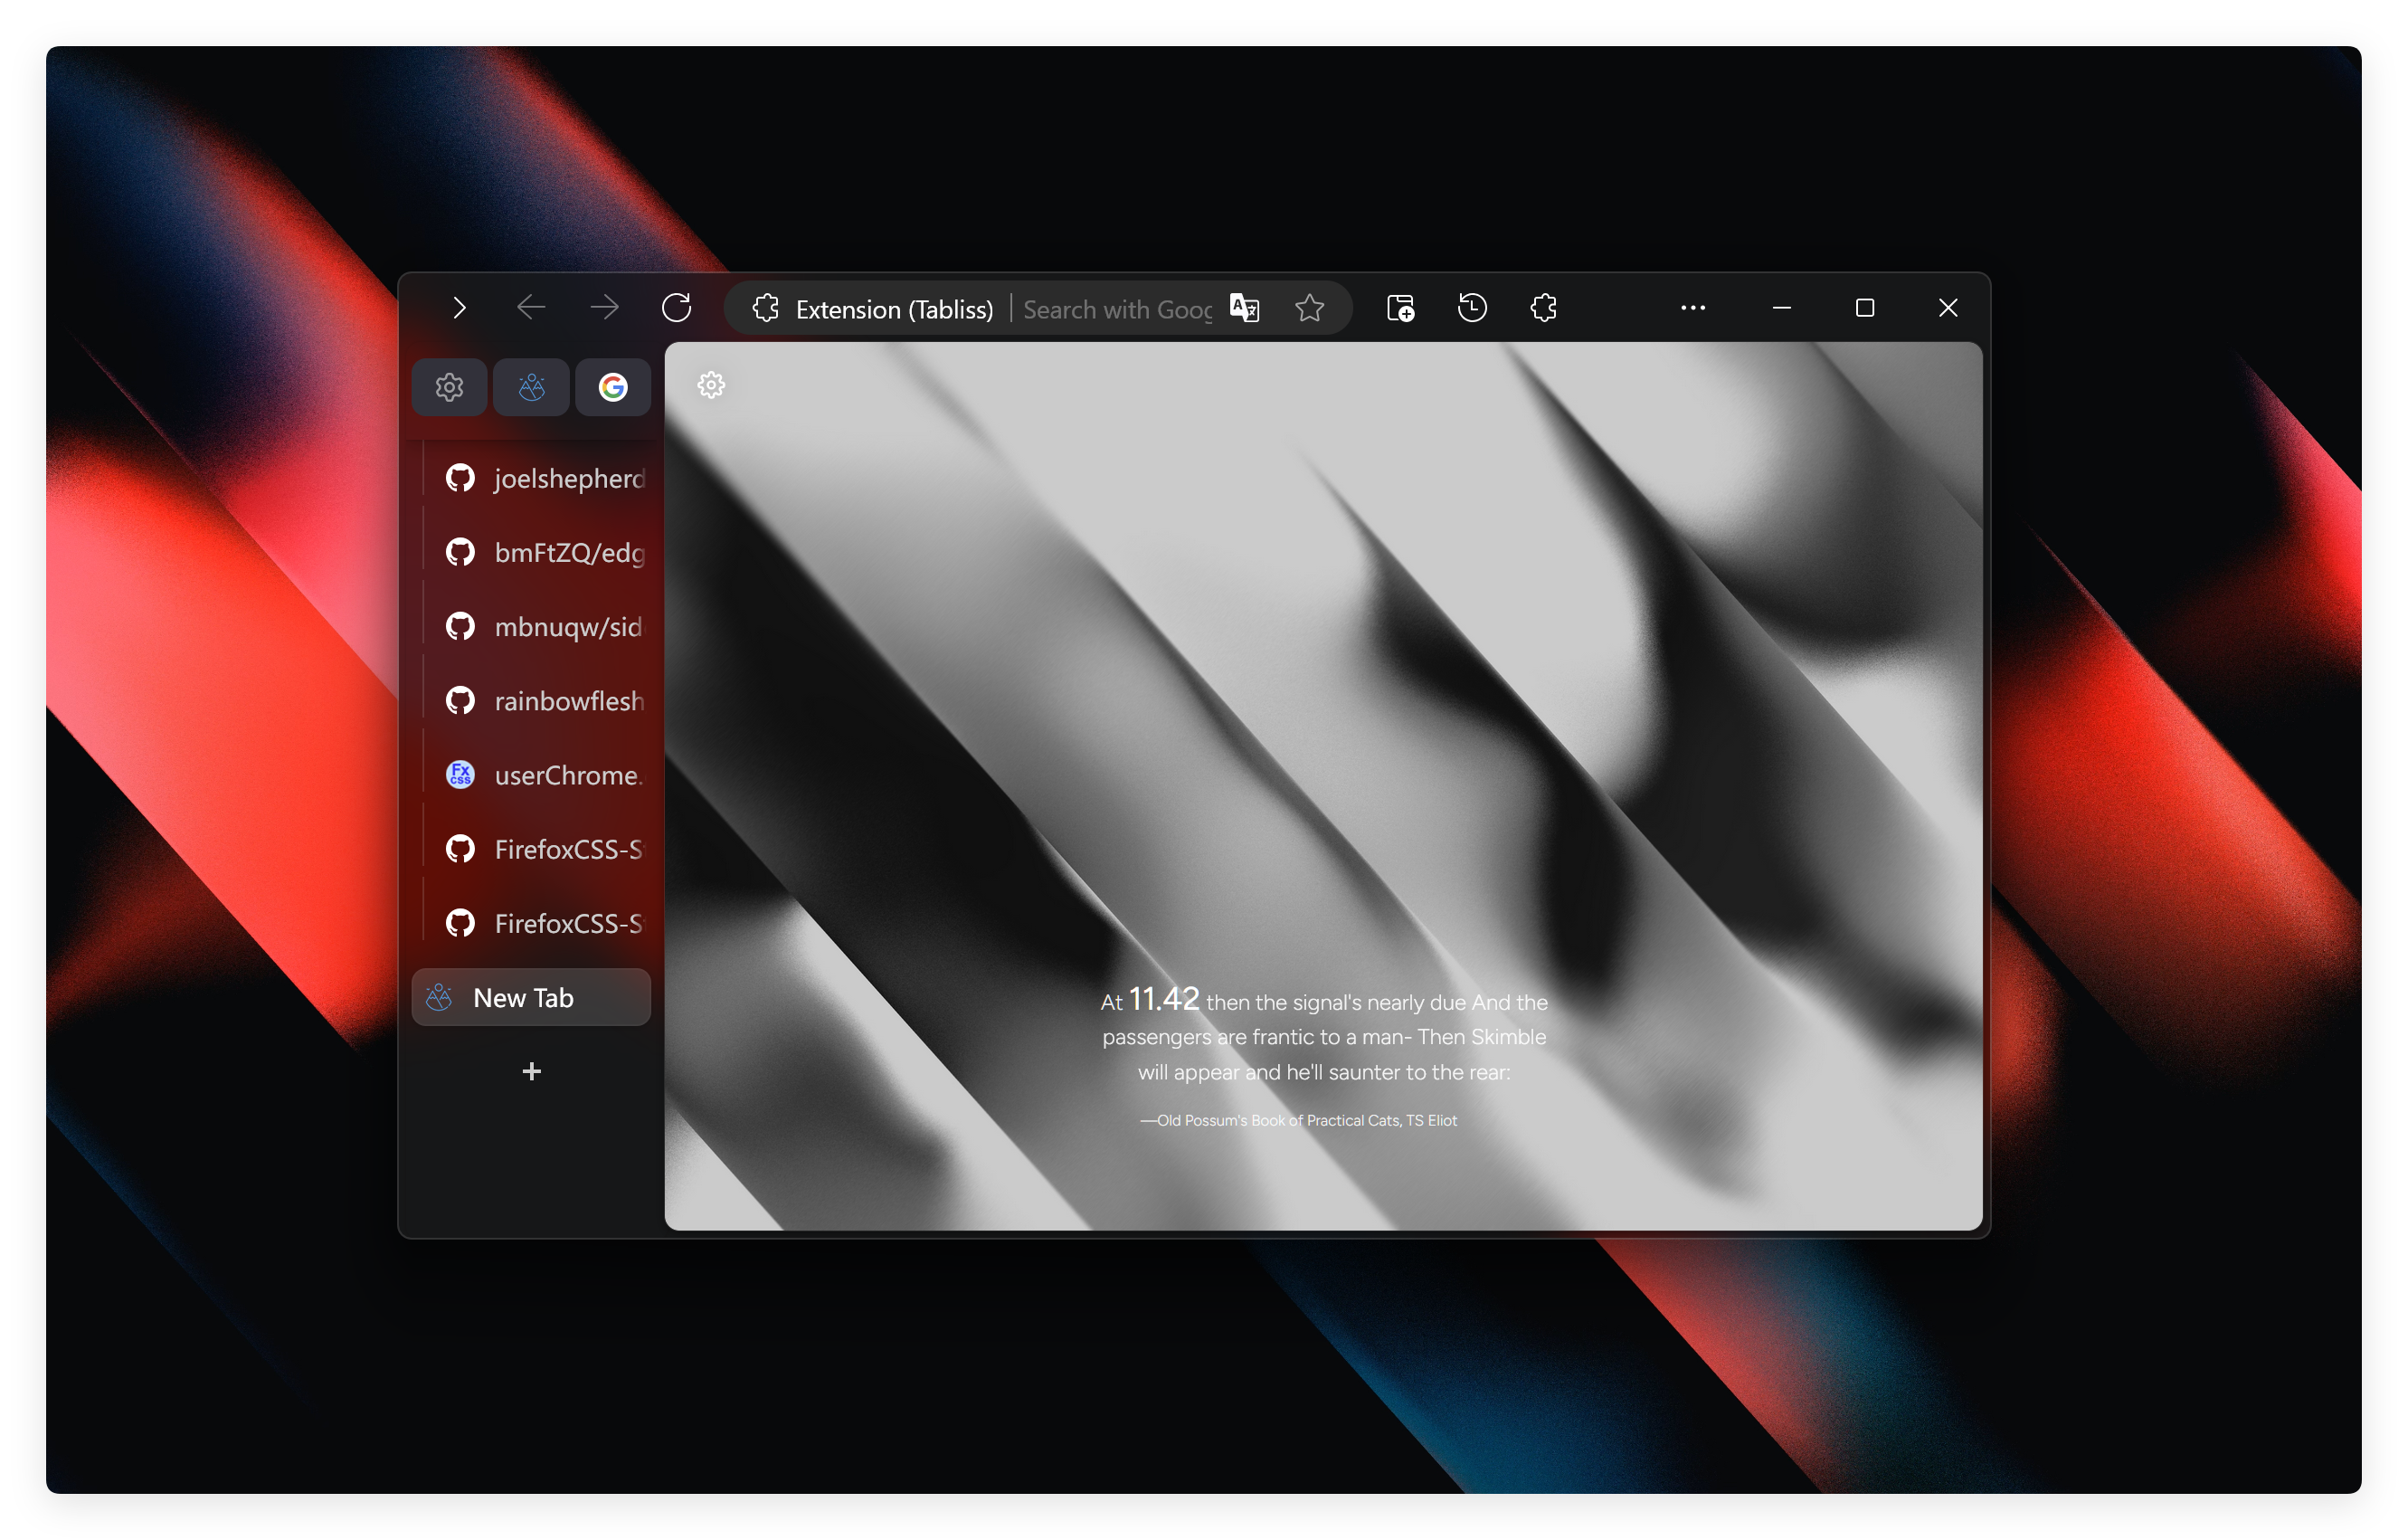 Extension (Tabliss) | Search with Goog
joelshepherd
bmFtZQ/edg
mbnuqw/sid
rainbowflesh
Fx
css
userChrome.
FirefoxCSS-S
FirefoxCSS-S
New Tab
At 11.42 then the signal's nearly due And the
passengers are frantic to a man- Then Skimble
will appear and he'll saunter to the rear:
—Old Possum's Book of Practical Cats, TS Eliot